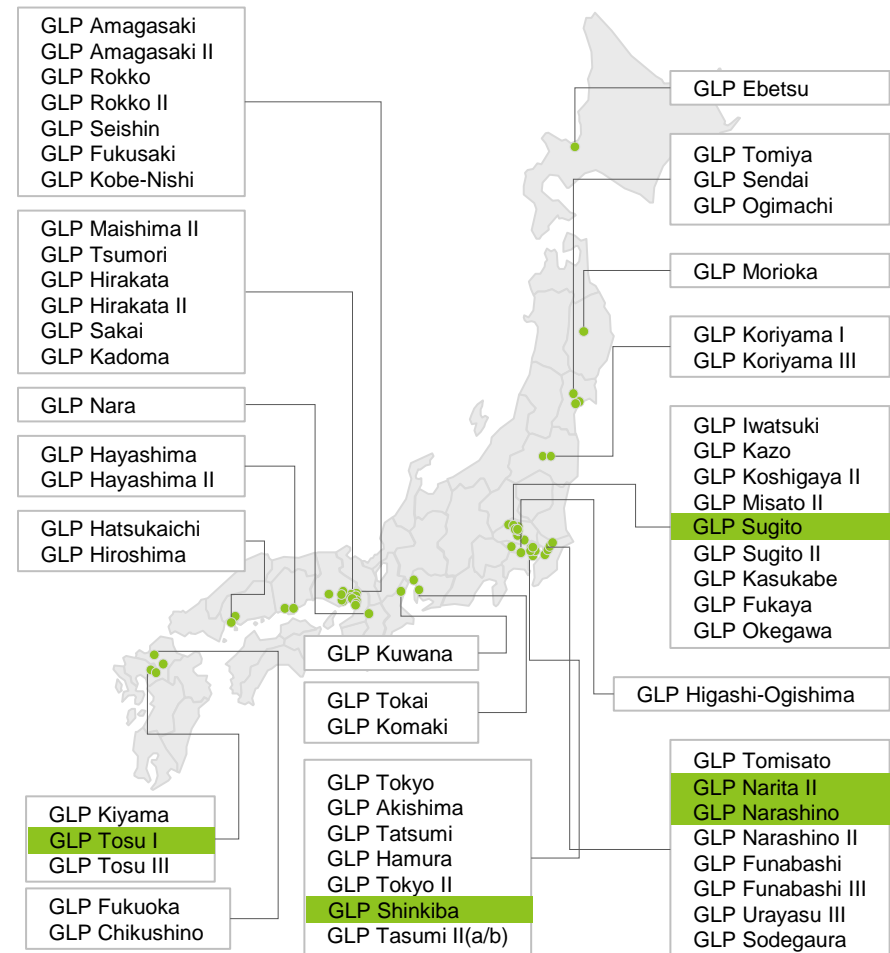 GLP Amagasaki
GLP Amagasaki II
GLP Rokko
GLP Rokko II
GLP Seishin
GLP Fukusaki
GLP Kobe-Nishi
GLP Maishima II
GLP Tsumori
GLP Hirakata
GLP Hirakata II
GLP Sakai
GLP Kadoma
GLP Nara
GLP Hayashima
GLP Hayashima II
GLP Hatsukaichi
GLP Hiroshima
GLP Kiyama
GLP Tosu I
GLP Tosu III
GLP Fukuoka
GLP Chikushino
GLP Kuwana
GLP Tokai
GLP Komaki
GLP Tokyo
GLP Akishima
GLP Tatsumi
GLP Hamura
GLP Tokyo II
GLP Shinkiba
GLP Tasumi II(a/b)
GLP Ebetsu
GLP Tomiya
GLP Sendai
GLP Ogimachi
GLP Morioka
GLP Koriyama I
GLP Koriyama III
GLP Iwatsuki
GLP Kazo
GLP Koshigaya II
GLP Misato II
GLP Sugito
GLP Sugito II
GLP Kasukabe
GLP Fukaya
GLP Okegawa
GLP Higashi-Ogishima
GLP Tomisato
GLP Narita II
GLP Narashino
GLP Narashino II
GLP Funabashi
GLP Funabashi III
GLP Urayasu III
GLP Sodegaura